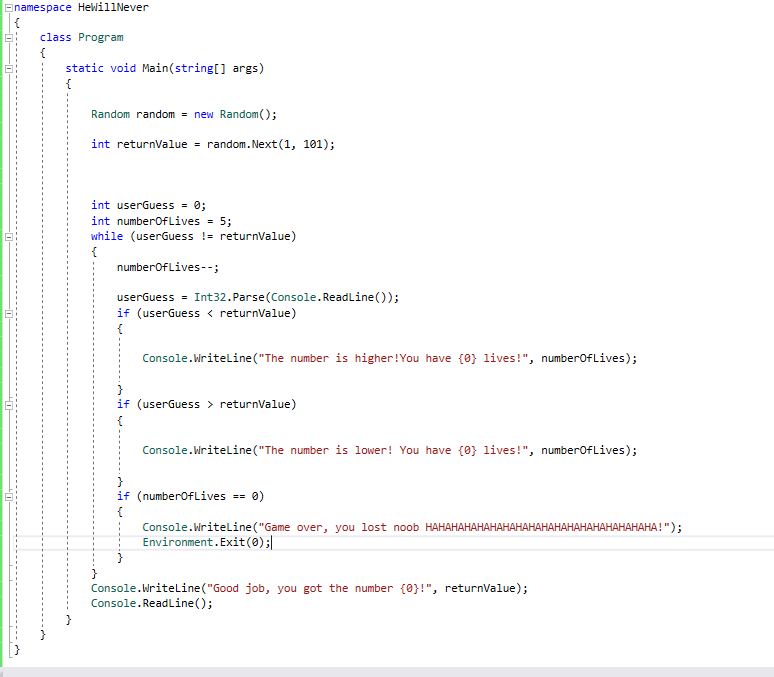 namespace HeWillNever
{
class Program
{
static void Main(string[] args)
{
Random random = new Random();
int returnValue = random.Next(1, 101);
int userGuess = 0;
int numberOfLives = 5;
while (userGuess != returnValue)
{
numberOfLives--;
userGuess = Int32.Parse(Console.ReadLine());
if (userGuess < returnValue)
{
Console.WriteLine("The number is higher!You have {0} lives!", numberOfLives);
}
if (userGuess > returnValue)
{
Console.WriteLine("The number is lower! You have {0} lives!", numberOfLives);
}
if (numberOfLives == 0)
{
Console.WriteLine("Game over, you lost noob HAHAHAHAHAHAHAHAHAHAHAHAHAHAHAHAHAHA!");
Environment.Exit(0);
}
}
Console.WriteLine("Good job, you got the number {0}!", returnValue);
Console.ReadLine();
}
}
}